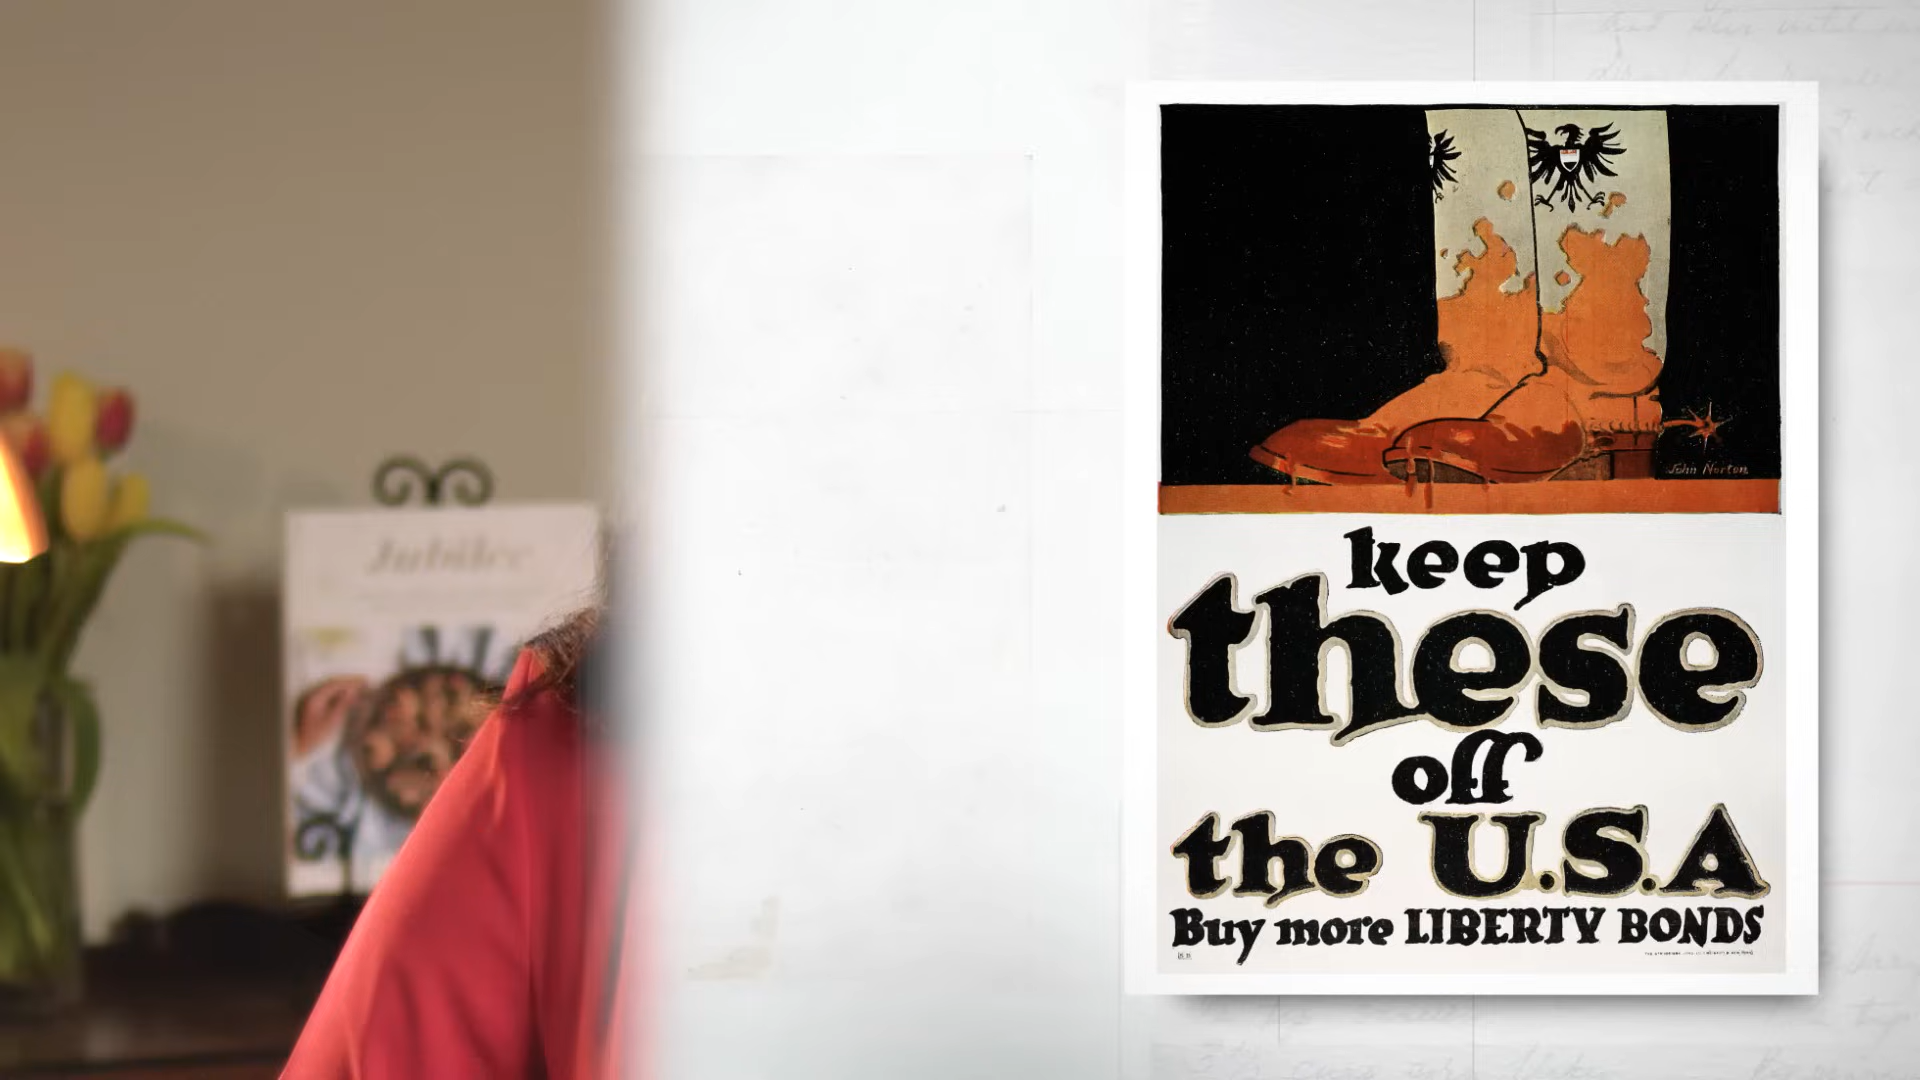 Jubilee
John Norton
keep
these
off
the U.S.A
Buy more LIBERTY BONDS